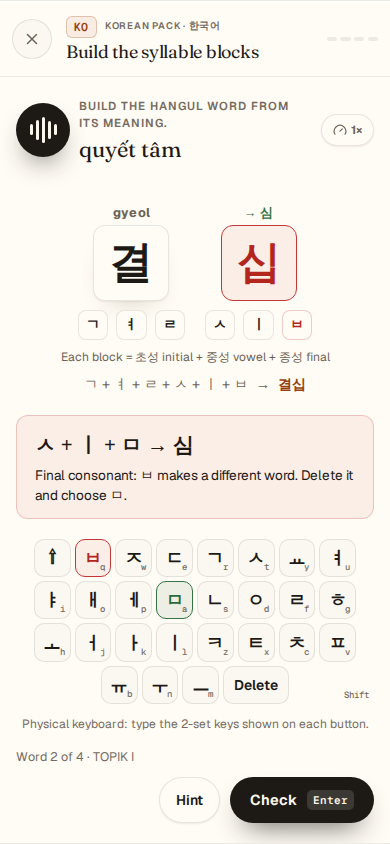 KO KOREAN PACK · 한국어
Build the syllable blocks
BUILD THE HANGUL WORD FROM
ITS MEANING.
quyết tâm
1×
gyeol → 심
결 십
ㄱ ㅕ ㄹ ㅅ ㅣ ㅂ
Each block = 초성 initial + 중성 vowel + 종성 final
ㄱ + ㅕ + ㄹ + ㅅ + ㅣ + ㅂ → 결십
ㅅ + ㅣ + ㅁ → 심
Final consonant: ㅂ makes a different word. Delete it
and choose ㅁ.
⇧ ㅂq ㅈw ㄷe ㄱr ㅅt ㅛy ㅕu
ㅑi ㅐo ㅔp ㅁa ㄴs ㅇd ㄹf ㅎg
ㅗh ㅓj ㅏk ㅣl ㅋz ㅌx ㅊc ㅍv
ㅠb ㅜn ㅡm Delete Shift
Physical keyboard: type the 2-set keys shown on each button.
Word 2 of 4 · TOPIK I
Hint Check Enter